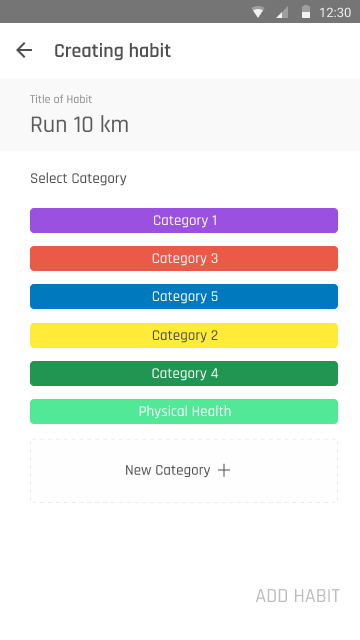 12:30
Creating habit
Title of Habit
Run 10 km
Select Category
Category 1
Category 3
Category 5
Category 2
Category 4
Physical Health
New Category
ADD HABIT